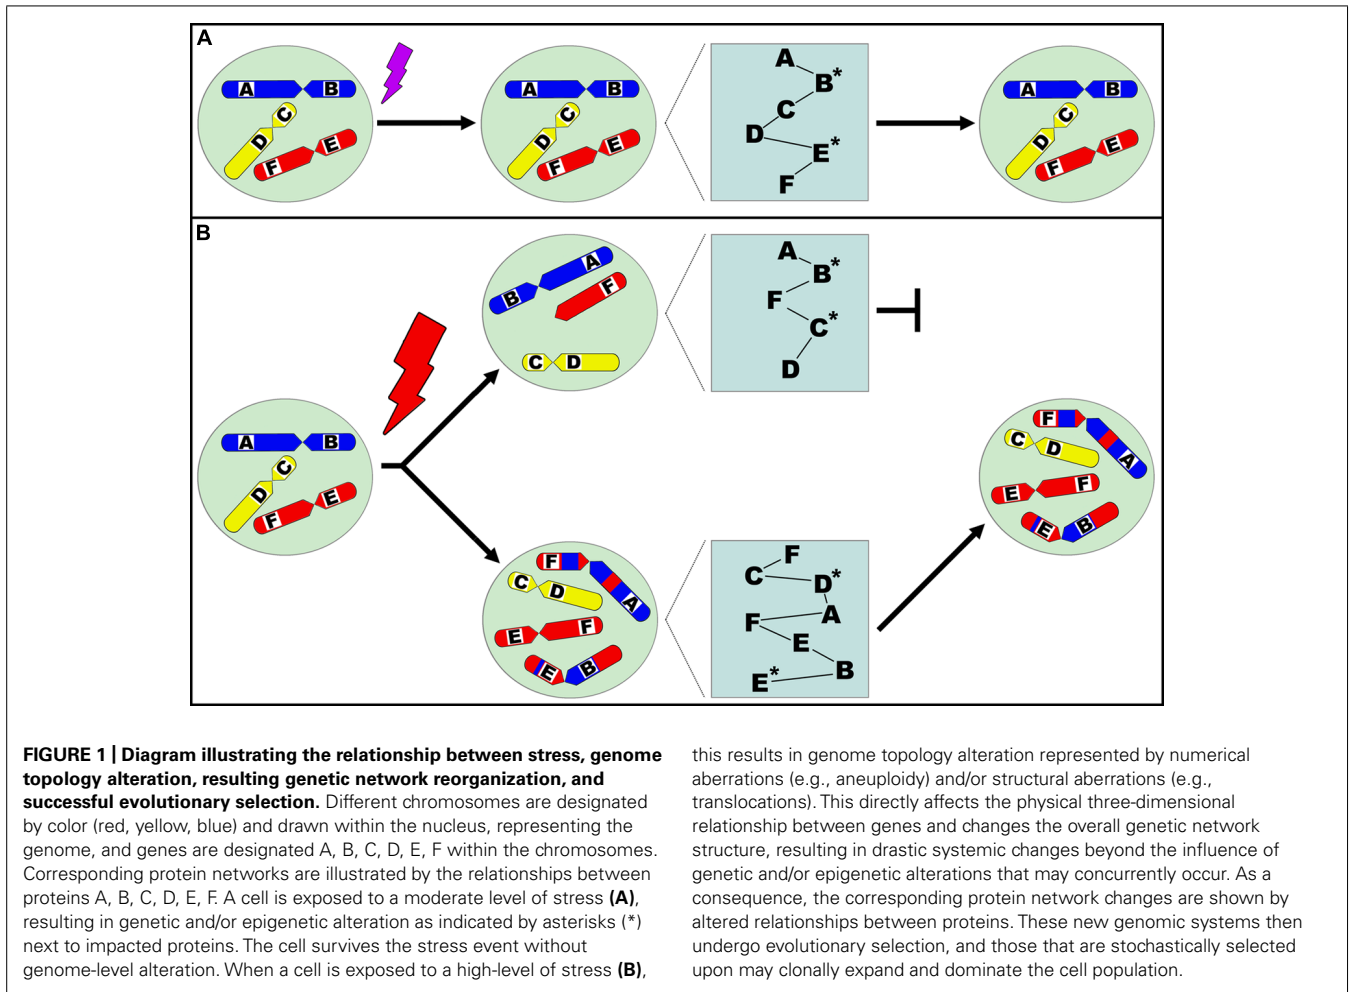 A
A B
C
D
E
F
A B
C
D
E
F
A
B*
C
D
E*
F
A B
C
D
E
F
B
A
B
F
C D
A
B*
F
C*
D
A B
C
D
E
F
F
A
C D
E F
E B
F
C
D*
A
F
E
B
E*
F
A
C D
E F
E B
FIGURE 1 | Diagram illustrating the relationship between stress, genome
topology alteration, resulting genetic network reorganization, and
successful evolutionary selection. Different chromosomes are designated
by color (red, yellow, blue) and drawn within the nucleus, representing the
genome, and genes are designated A, B, C, D, E, F within the chromosomes.
Corresponding protein networks are illustrated by the relationships between
proteins A, B, C, D, E, F. A cell is exposed to a moderate level of stress (A),
resulting in genetic and/or epigenetic alteration as indicated by asterisks (*)
next to impacted proteins. The cell survives the stress event without
genome-level alteration. When a cell is exposed to a high-level of stress (B),
this results in genome topology alteration represented by numerical
aberrations (e.g., aneuploidy) and/or structural aberrations (e.g.,
translocations). This directly affects the physical three-dimensional
relationship between genes and changes the overall genetic network
structure, resulting in drastic systemic changes beyond the influence of
genetic and/or epigenetic alterations that may concurrently occur. As a
consequence, the corresponding protein network changes are shown by
altered relationships between proteins. These new genomic systems then
undergo evolutionary selection, and those that are stochastically selected
upon may clonally expand and dominate the cell population.